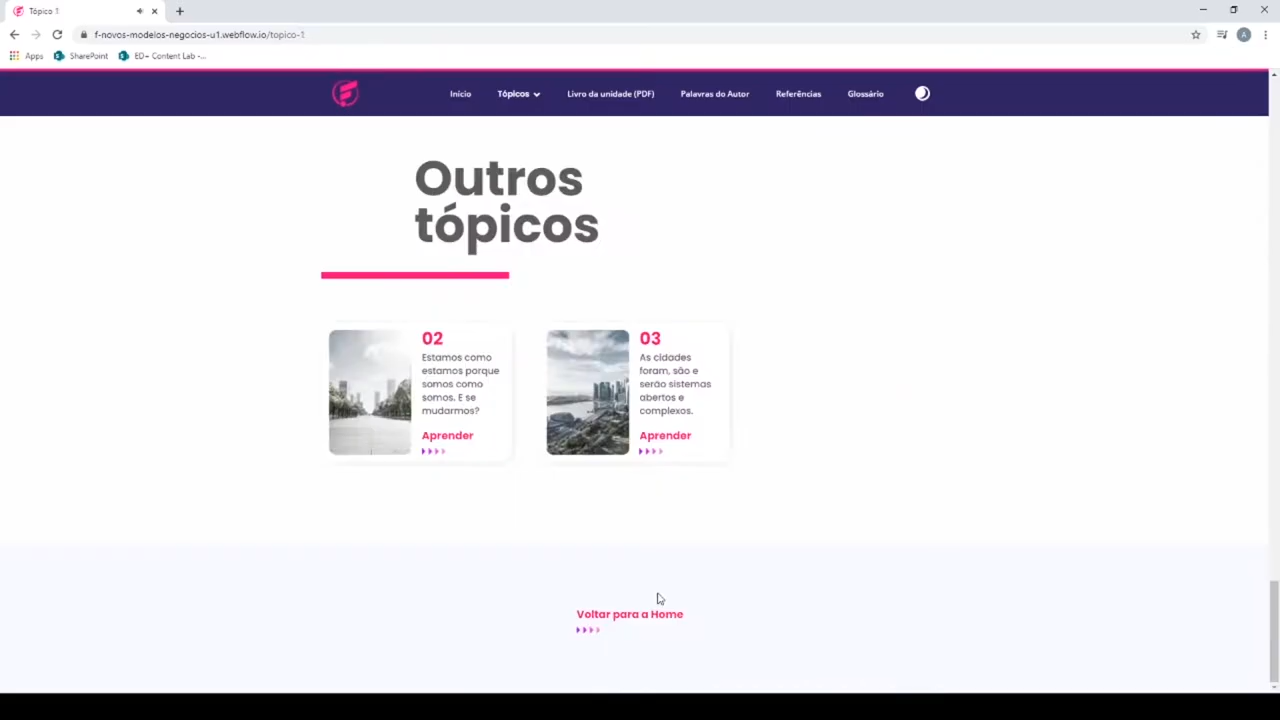 Tópico 1
f-novos-modelos-negocios-u1.webflow.io/topico-1
A
Apps
SharePoint
ED+ Content Lab -...
Início
Tópicos
Livro da unidade (PDF)
Palavras do Autor
Referências
Glossário
Outros
tópicos
02
Estamos como
estamos porque
somos como
somos. E se
mudarmos?
Aprender
03
As cidades
foram, são e
serão sistemas
abertos e
complexos.
Aprender
Voltar para a Home